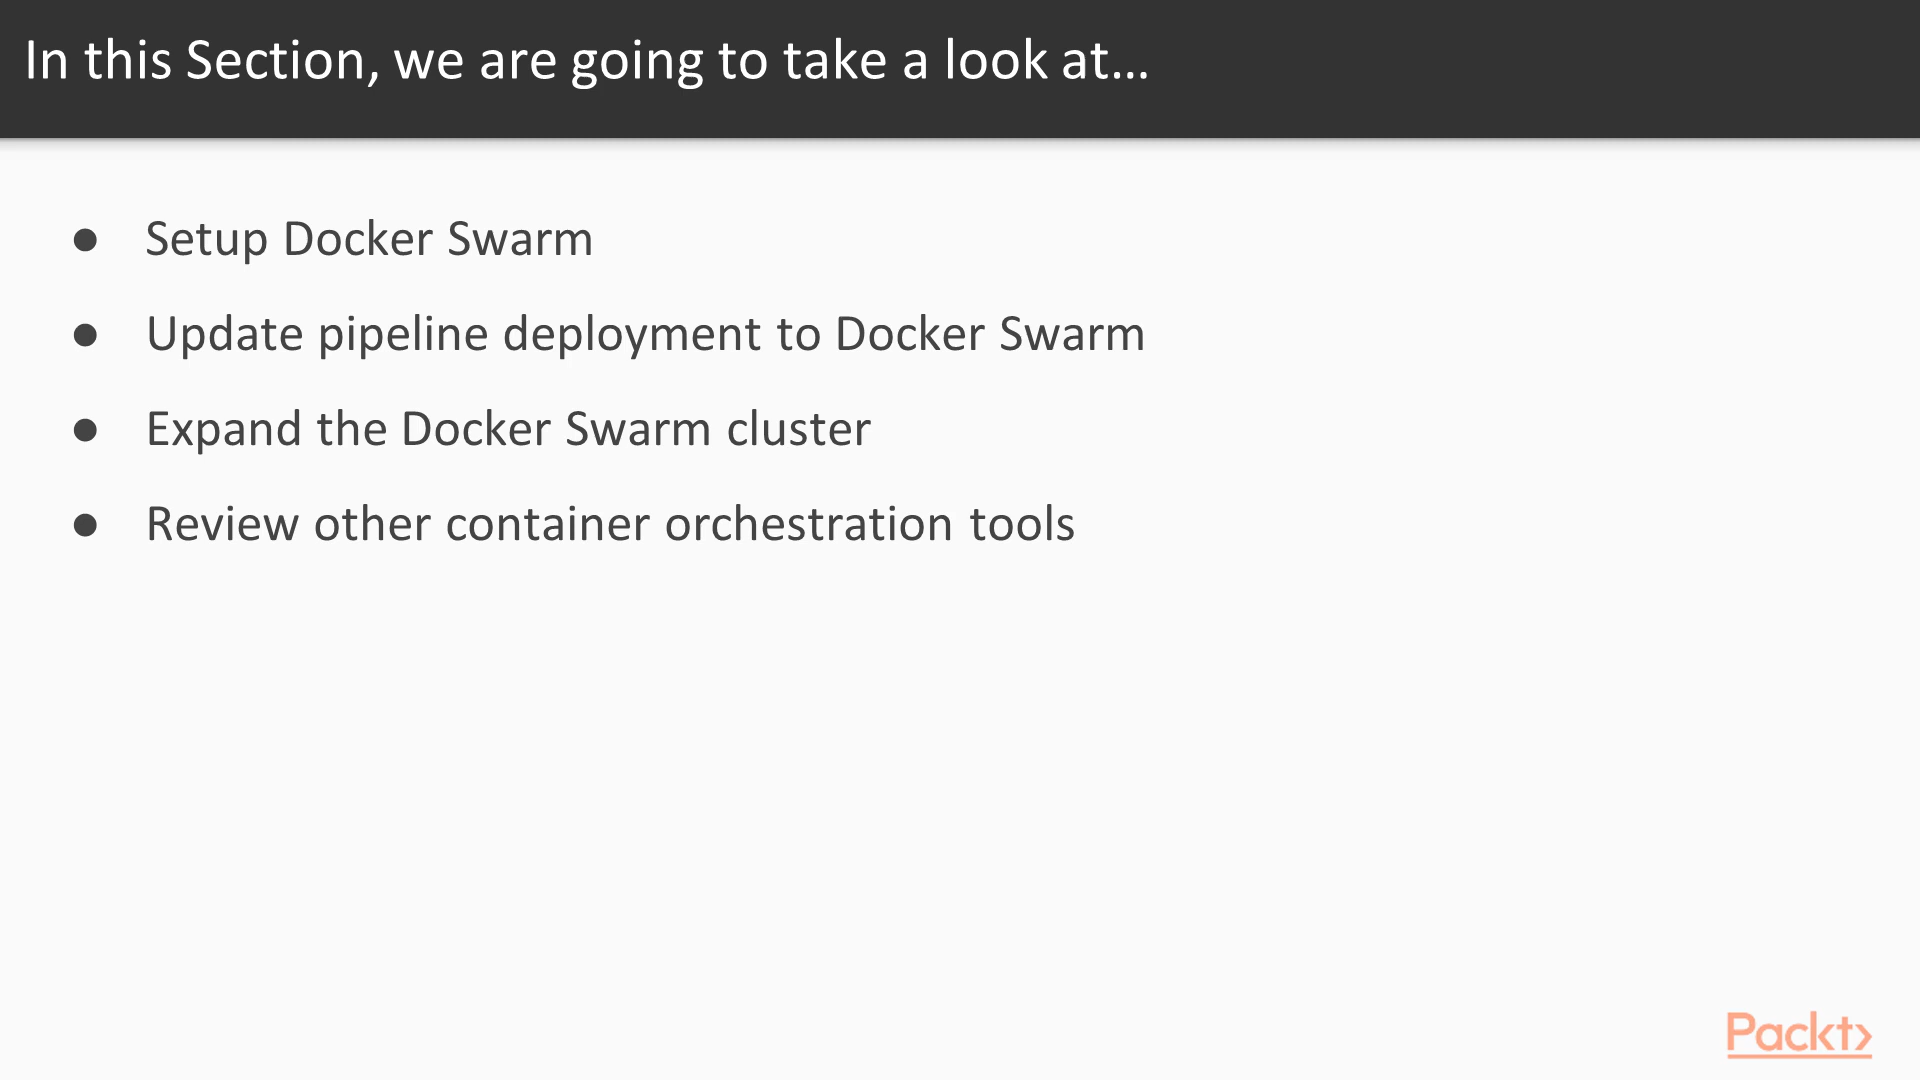 In this Section, we are going to take a look at...
● Setup Docker Swarm
● Update pipeline deployment to Docker Swarm
● Expand the Docker Swarm cluster
● Review other container orchestration tools
Packt>